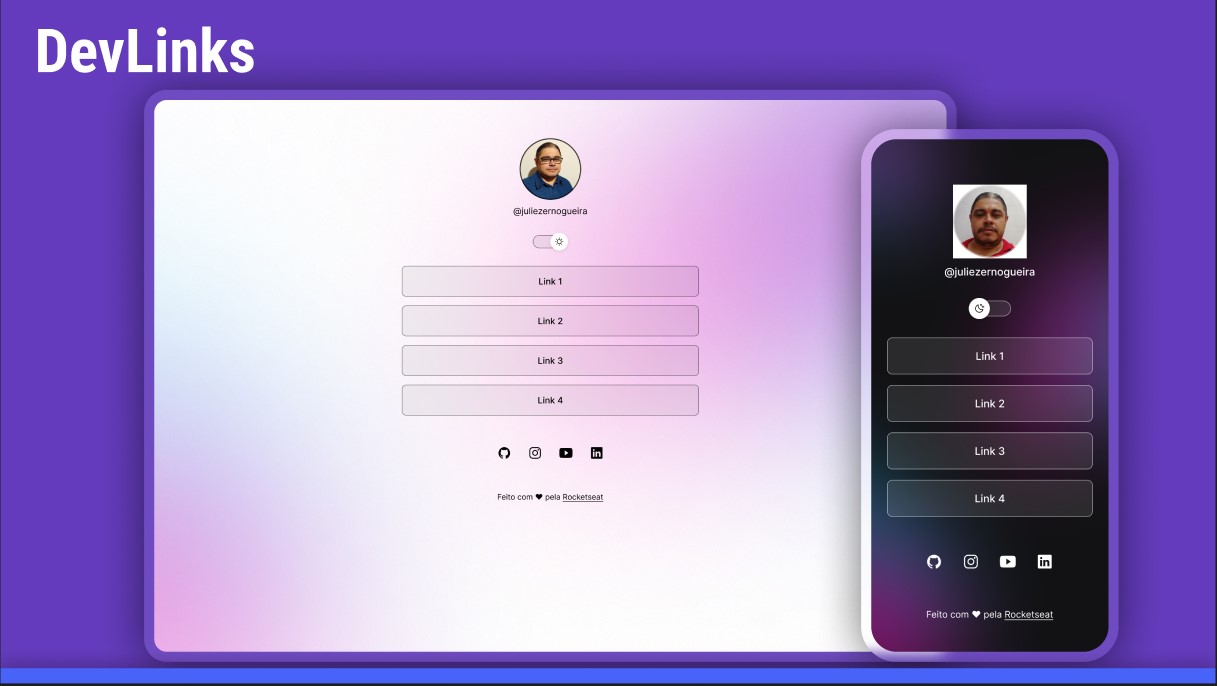 DevLinks
@juliezernogueira
Link 1
Link 2
Link 3
Link 4
Feito com ♥ pela Rocketseat
@juliezernogueira
Link 1
Link 2
Link 3
Link 4
Feito com ♥ pela Rocketseat